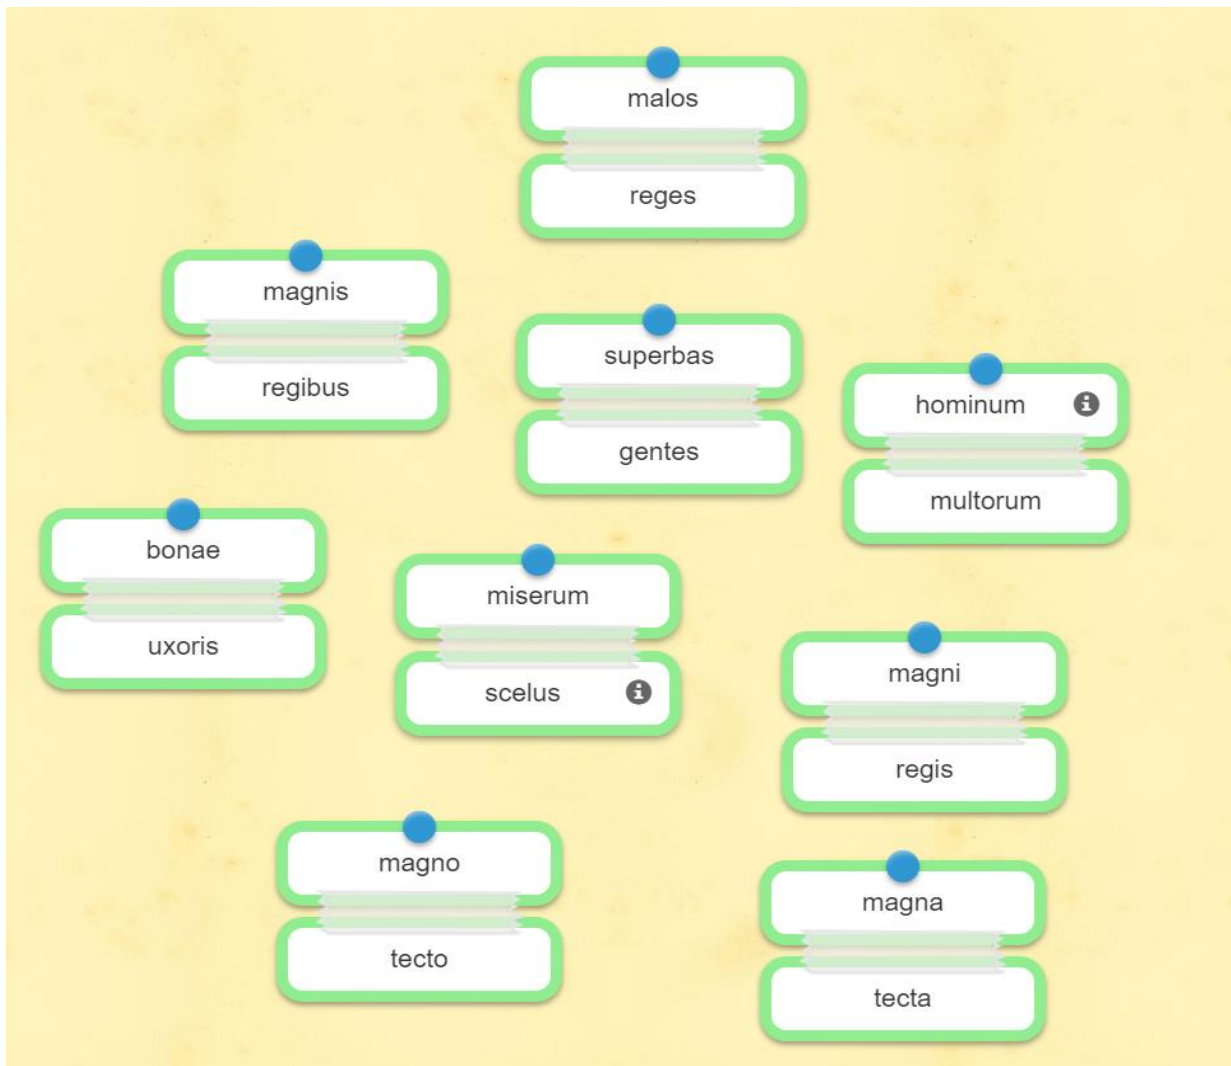 malos
reges
magnis
regibus
superbas
gentes
hominum
multorum
bonae
uxoris
miserum
scelus
magni
regis
magno
tecto
magna
tecta